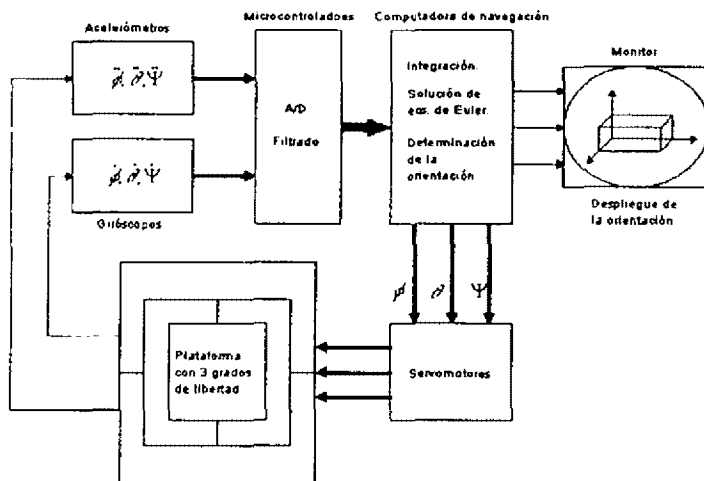 Acelerómetros
Microcontroladores
Computadora de navegación
Monitor
φ̈, θ̈, Ψ̈
A/D
Filtrado
Integración.
Solución de
ecs. de Euler.
Determinación
de la
orientación
φ̇, θ̇, Ψ̇
Giróscopos
Despliegue de
la orientación
φ θ Ψ
Plataforma
con 3 grados
de libertad
Servomotores